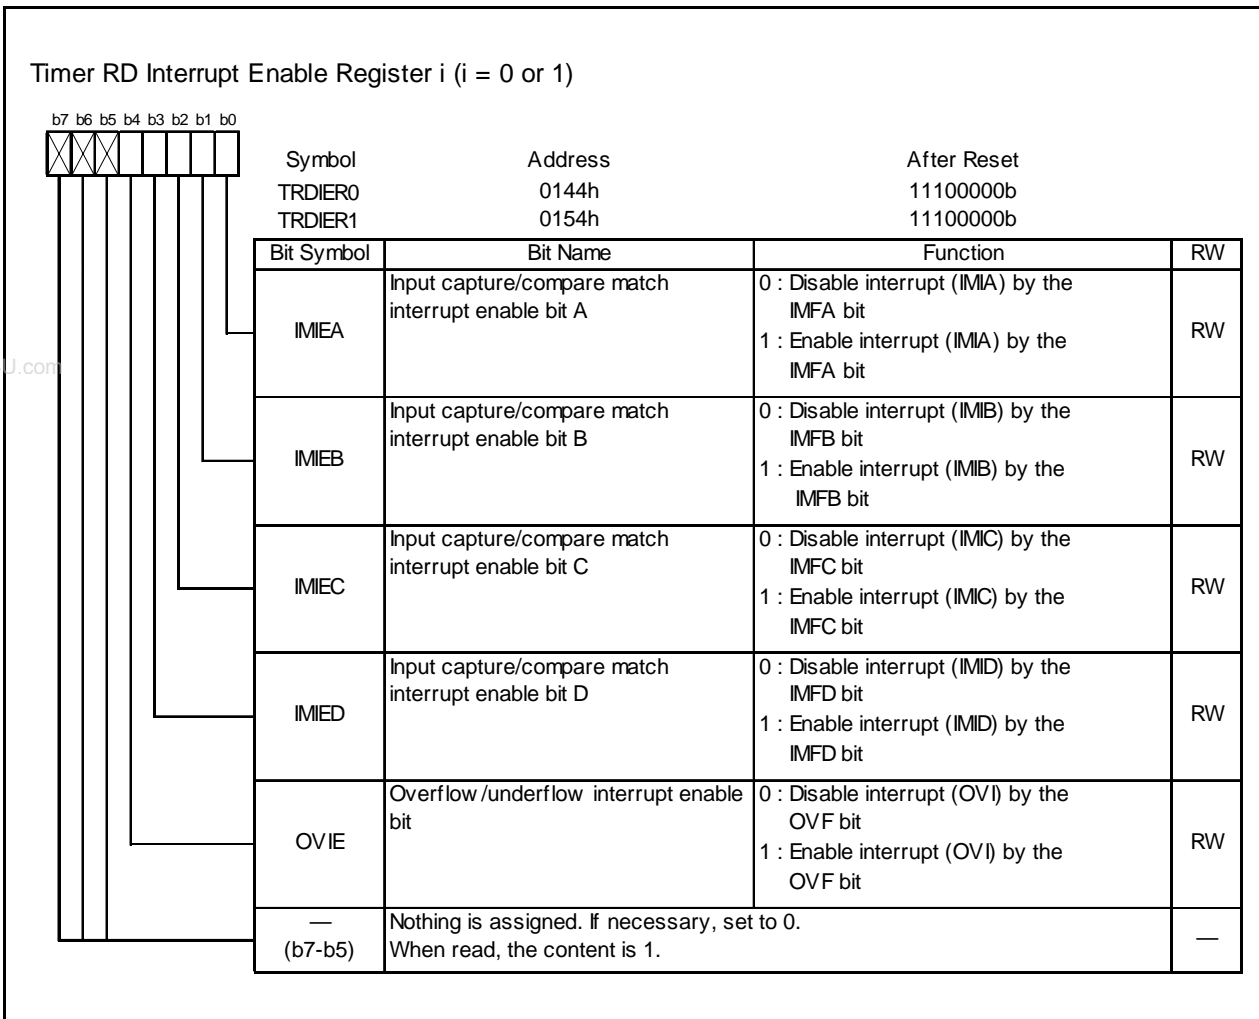 Timer RD Interrupt Enable Register i (i = 0 or 1)
b7 b6 b5 b4 b3 b2 b1 b0
Symbol Address After Reset
TRDIER0 0144h 11100000b
TRDIER1 0154h 11100000b
Bit Symbol Bit Name Function RW
IMIEA
Input capture/compare match
interrupt enable bit A
0 : Disable interrupt (IMIA) by the
IMFA bit
1 : Enable interrupt (IMIA) by the
IMFA bit
RW
U.com
IMIEB
Input capture/compare match
interrupt enable bit B
0 : Disable interrupt (IMIB) by the
IMFB bit
1 : Enable interrupt (IMIB) by the
IMFB bit
RW
IMIEC
Input capture/compare match
interrupt enable bit C
0 : Disable interrupt (IMIC) by the
IMFC bit
1 : Enable interrupt (IMIC) by the
IMFC bit
RW
IMIED
Input capture/compare match
interrupt enable bit D
0 : Disable interrupt (IMID) by the
IMFD bit
1 : Enable interrupt (IMID) by the
IMFD bit
RW
OVIE
Overflow/underflow interrupt enable
bit
0 : Disable interrupt (OVI) by the
OVF bit
1 : Enable interrupt (OVI) by the
OVF bit
RW
—
(b7-b5)
Nothing is assigned. If necessary, set to 0.
When read, the content is 1.
—